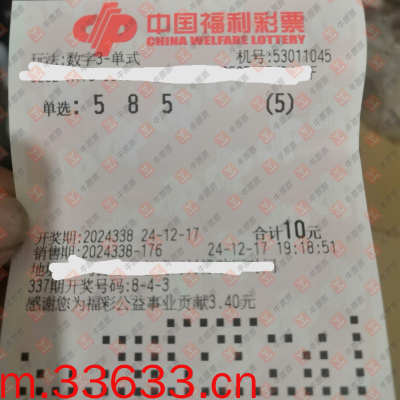 中国福利彩票
CHINA WELFARE LOTTERY
玩法:数字3-单式 机号:53011045
单选: 5 8 5 (5)
开奖期:2024338 24-12-17 合计10元
销售期:2024338-176 24-12-17 19:18:51
337期开奖号码:8-4-3
感谢您为福彩公益事业贡献3.40元
m.33633.cn